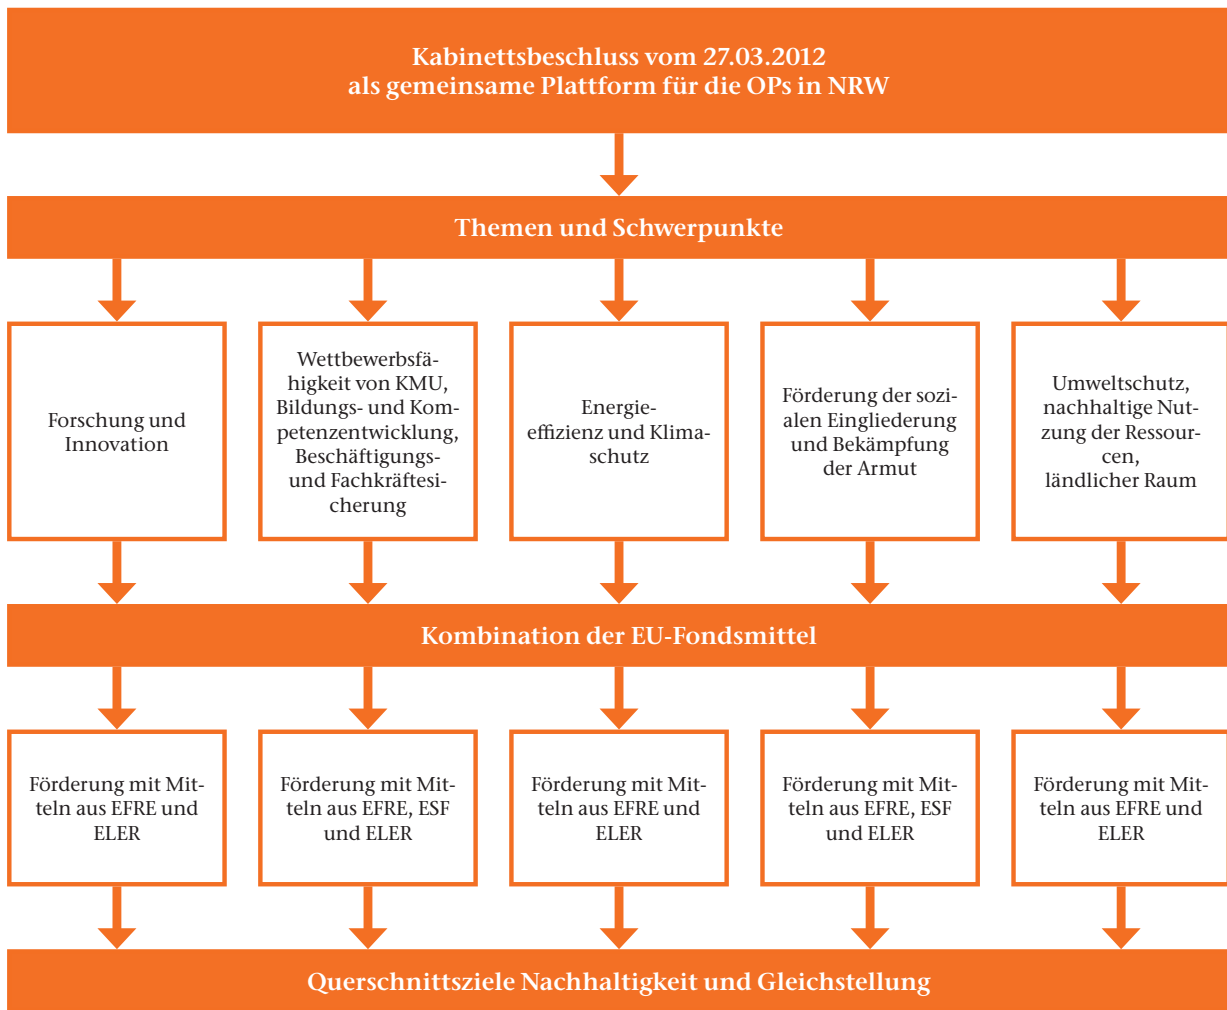 Kabinettsbeschluss vom 27.03.2012
als gemeinsame Plattform für die OPs in NRW
Themen und Schwerpunkte
Forschung und
Innovation
Wettbewerbsfä-
higkeit von KMU,
Bildungs- und Kom-
petenzentwicklung,
Beschäftigungs-
und Fachkräftesi-
cherung
Energie-
effizienz und Klima-
schutz
Förderung der sozi-
alen Eingliederung
und Bekämpfung
der Armut
Umweltschutz,
nachhaltige Nut-
zung der Ressour-
cen,
ländlicher Raum
Kombination der EU-Fondsmittel
Förderung mit Mit-
teln aus EFRE und
ELER
Förderung mit Mit-
teln aus EFRE, ESF
und ELER
Förderung mit Mit-
teln aus EFRE und
ELER
Förderung mit Mit-
teln aus EFRE, ESF
und ELER
Förderung mit Mit-
teln aus EFRE und
ELER
Querschnittsziele Nachhaltigkeit und Gleichstellung